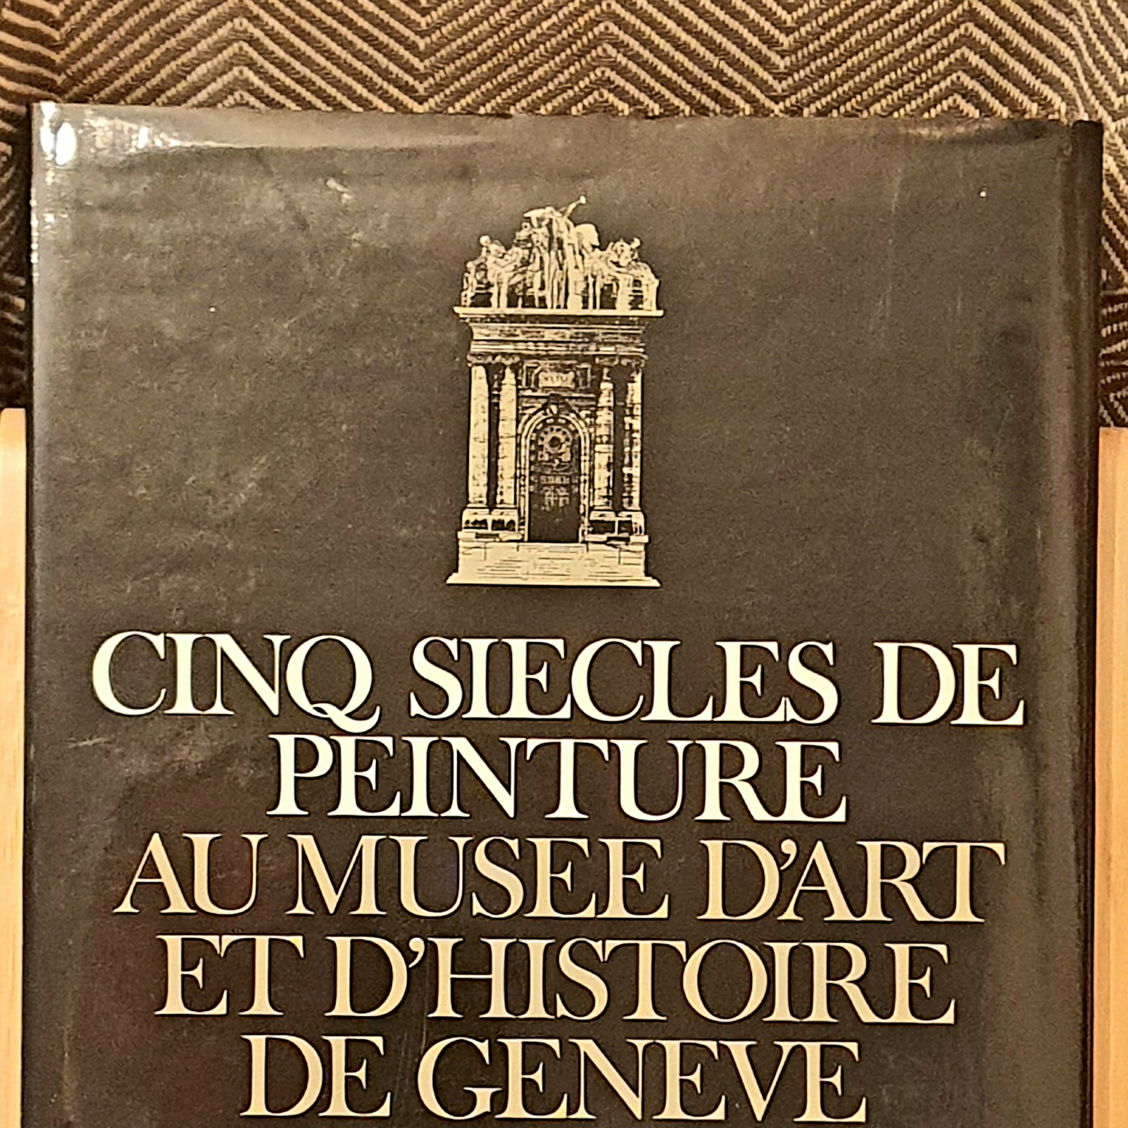 CINQ SIECLES DE
PEINTURE
AU MUSEE D'ART
ET D'HISTOIRE
DE GENEVE